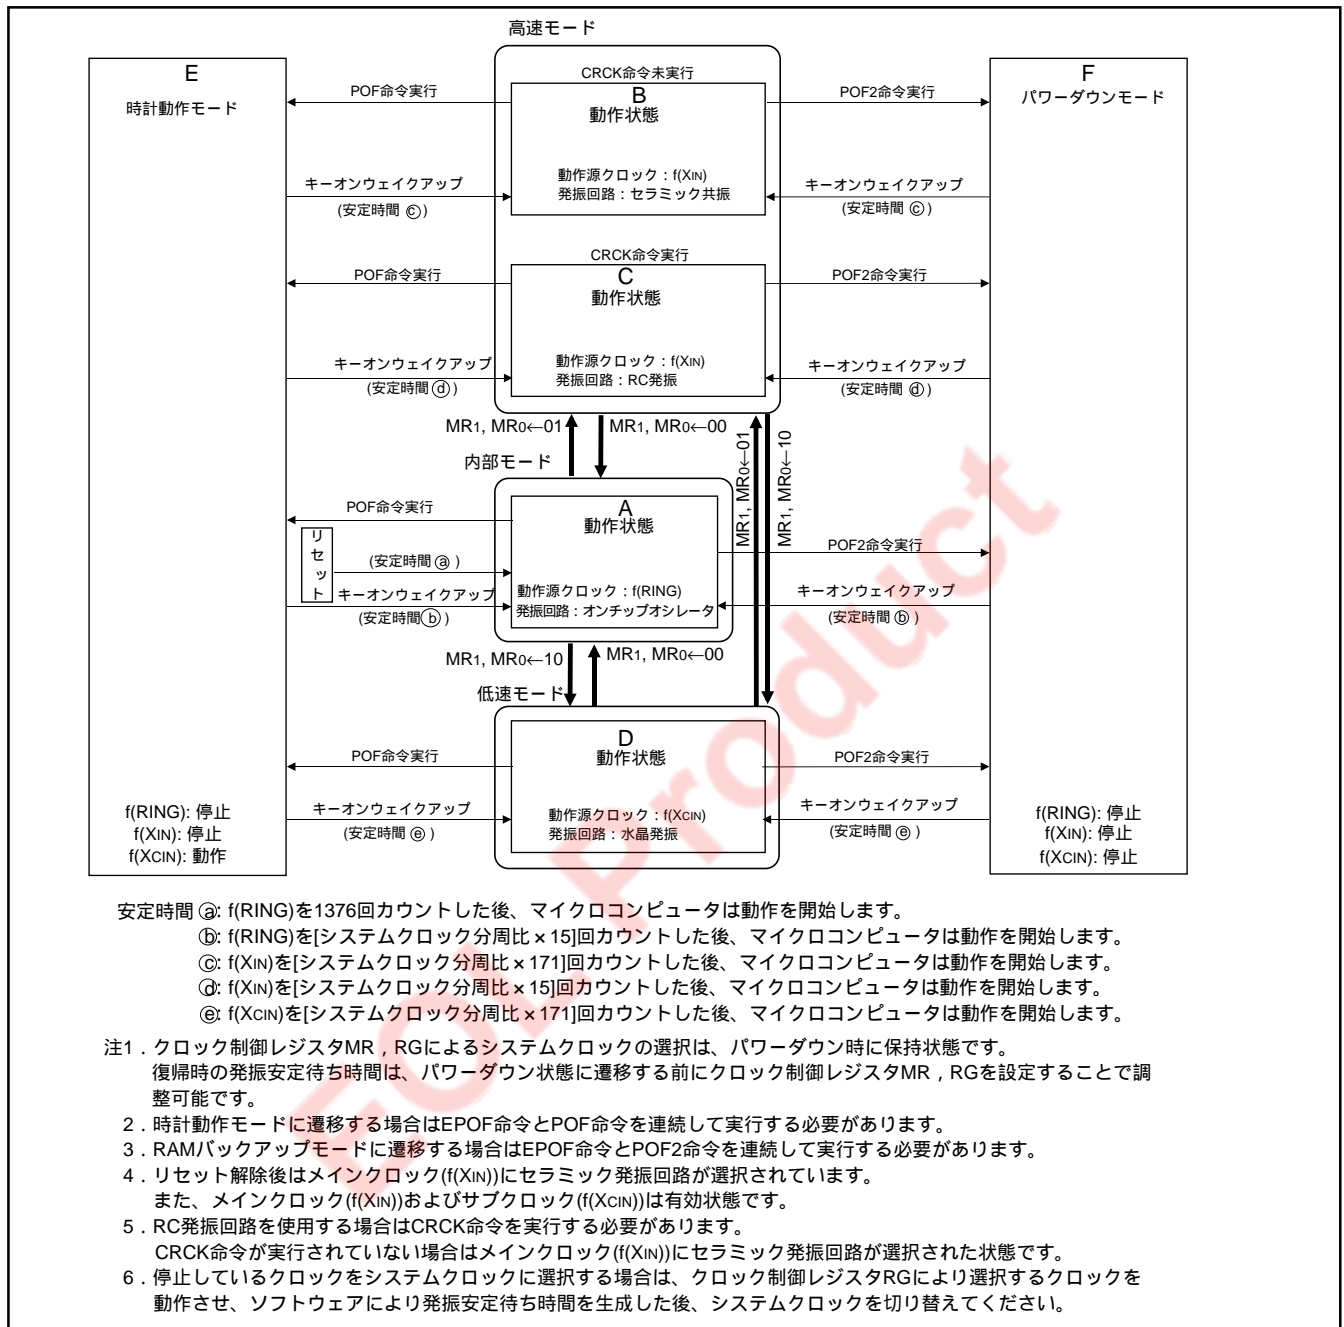 高速モード
E
時計動作モード
CRCK命令未実行
B
動作状態
動作源クロック：f(XIN)
発振回路：セラミック共振
F
パワーダウンモード
POF命令実行
POF2命令実行
キーオンウェイクアップ
(安定時間 ⓒ)
キーオンウェイクアップ
(安定時間 ⓒ)
CRCK命令実行
C
動作状態
動作源クロック：f(XIN)
発振回路：RC発振
POF命令実行
POF2命令実行
キーオンウェイクアップ
(安定時間 ⓓ)
キーオンウェイクアップ
(安定時間 ⓓ)
MR1, MR0←01
MR1, MR0←00
MR1, MR0←01
MR1, MR0←10
内部モード
A
動作状態
動作源クロック：f(RING)
発振回路：オンチップオシレータ
POF命令実行
リセット
(安定時間 ⓐ)
POF2命令実行
キーオンウェイクアップ
(安定時間 ⓑ)
キーオンウェイクアップ
(安定時間 ⓑ)
MR1, MR0←10
MR1, MR0←00
低速モード
D
動作状態
動作源クロック：f(XCIN)
発振回路：水晶発振
POF命令実行
POF2命令実行
キーオンウェイクアップ
(安定時間 ⓔ)
キーオンウェイクアップ
(安定時間 ⓔ)
f(RING): 停止
f(XIN): 停止
f(XCIN): 動作
f(RING): 停止
f(XIN): 停止
f(XCIN): 停止
安定時間 ⓐ: f(RING)を1376回カウントした後、マイクロコンピュータは動作を開始します。
ⓑ: f(RING)を[システムクロック分周比×15]回カウントした後、マイクロコンピュータは動作を開始します。
ⓒ: f(XIN)を[システムクロック分周比×171]回カウントした後、マイクロコンピュータは動作を開始します。
ⓓ: f(XIN)を[システムクロック分周比×15]回カウントした後、マイクロコンピュータは動作を開始します。
ⓔ: f(XCIN)を[システムクロック分周比×171]回カウントした後、マイクロコンピュータは動作を開始します。
注1．クロック制御レジスタMR，RGによるシステムクロックの選択は、パワーダウン時に保持状態です。
復帰時の発振安定待ち時間は、パワーダウン状態に遷移する前にクロック制御レジスタMR，RGを設定することで調
整可能です。
2．時計動作モードに遷移する場合はEPOF命令とPOF命令を連続して実行する必要があります。
3．RAMバックアップモードに遷移する場合はEPOF命令とPOF2命令を連続して実行する必要があります。
4．リセット解除後はメインクロック(f(XIN))にセラミック発振回路が選択されています。
また、メインクロック(f(XIN))およびサブクロック(f(XCIN))は有効状態です。
5．RC発振回路を使用する場合はCRCK命令を実行する必要があります。
CRCK命令が実行されていない場合はメインクロック(f(XIN))にセラミック発振回路が選択された状態です。
6．停止しているクロックをシステムクロックに選択する場合は、クロック制御レジスタRGにより選択するクロックを
動作させ、ソフトウェアにより発振安定待ち時間を生成した後、システムクロックを切り替えてください。
EOL Product